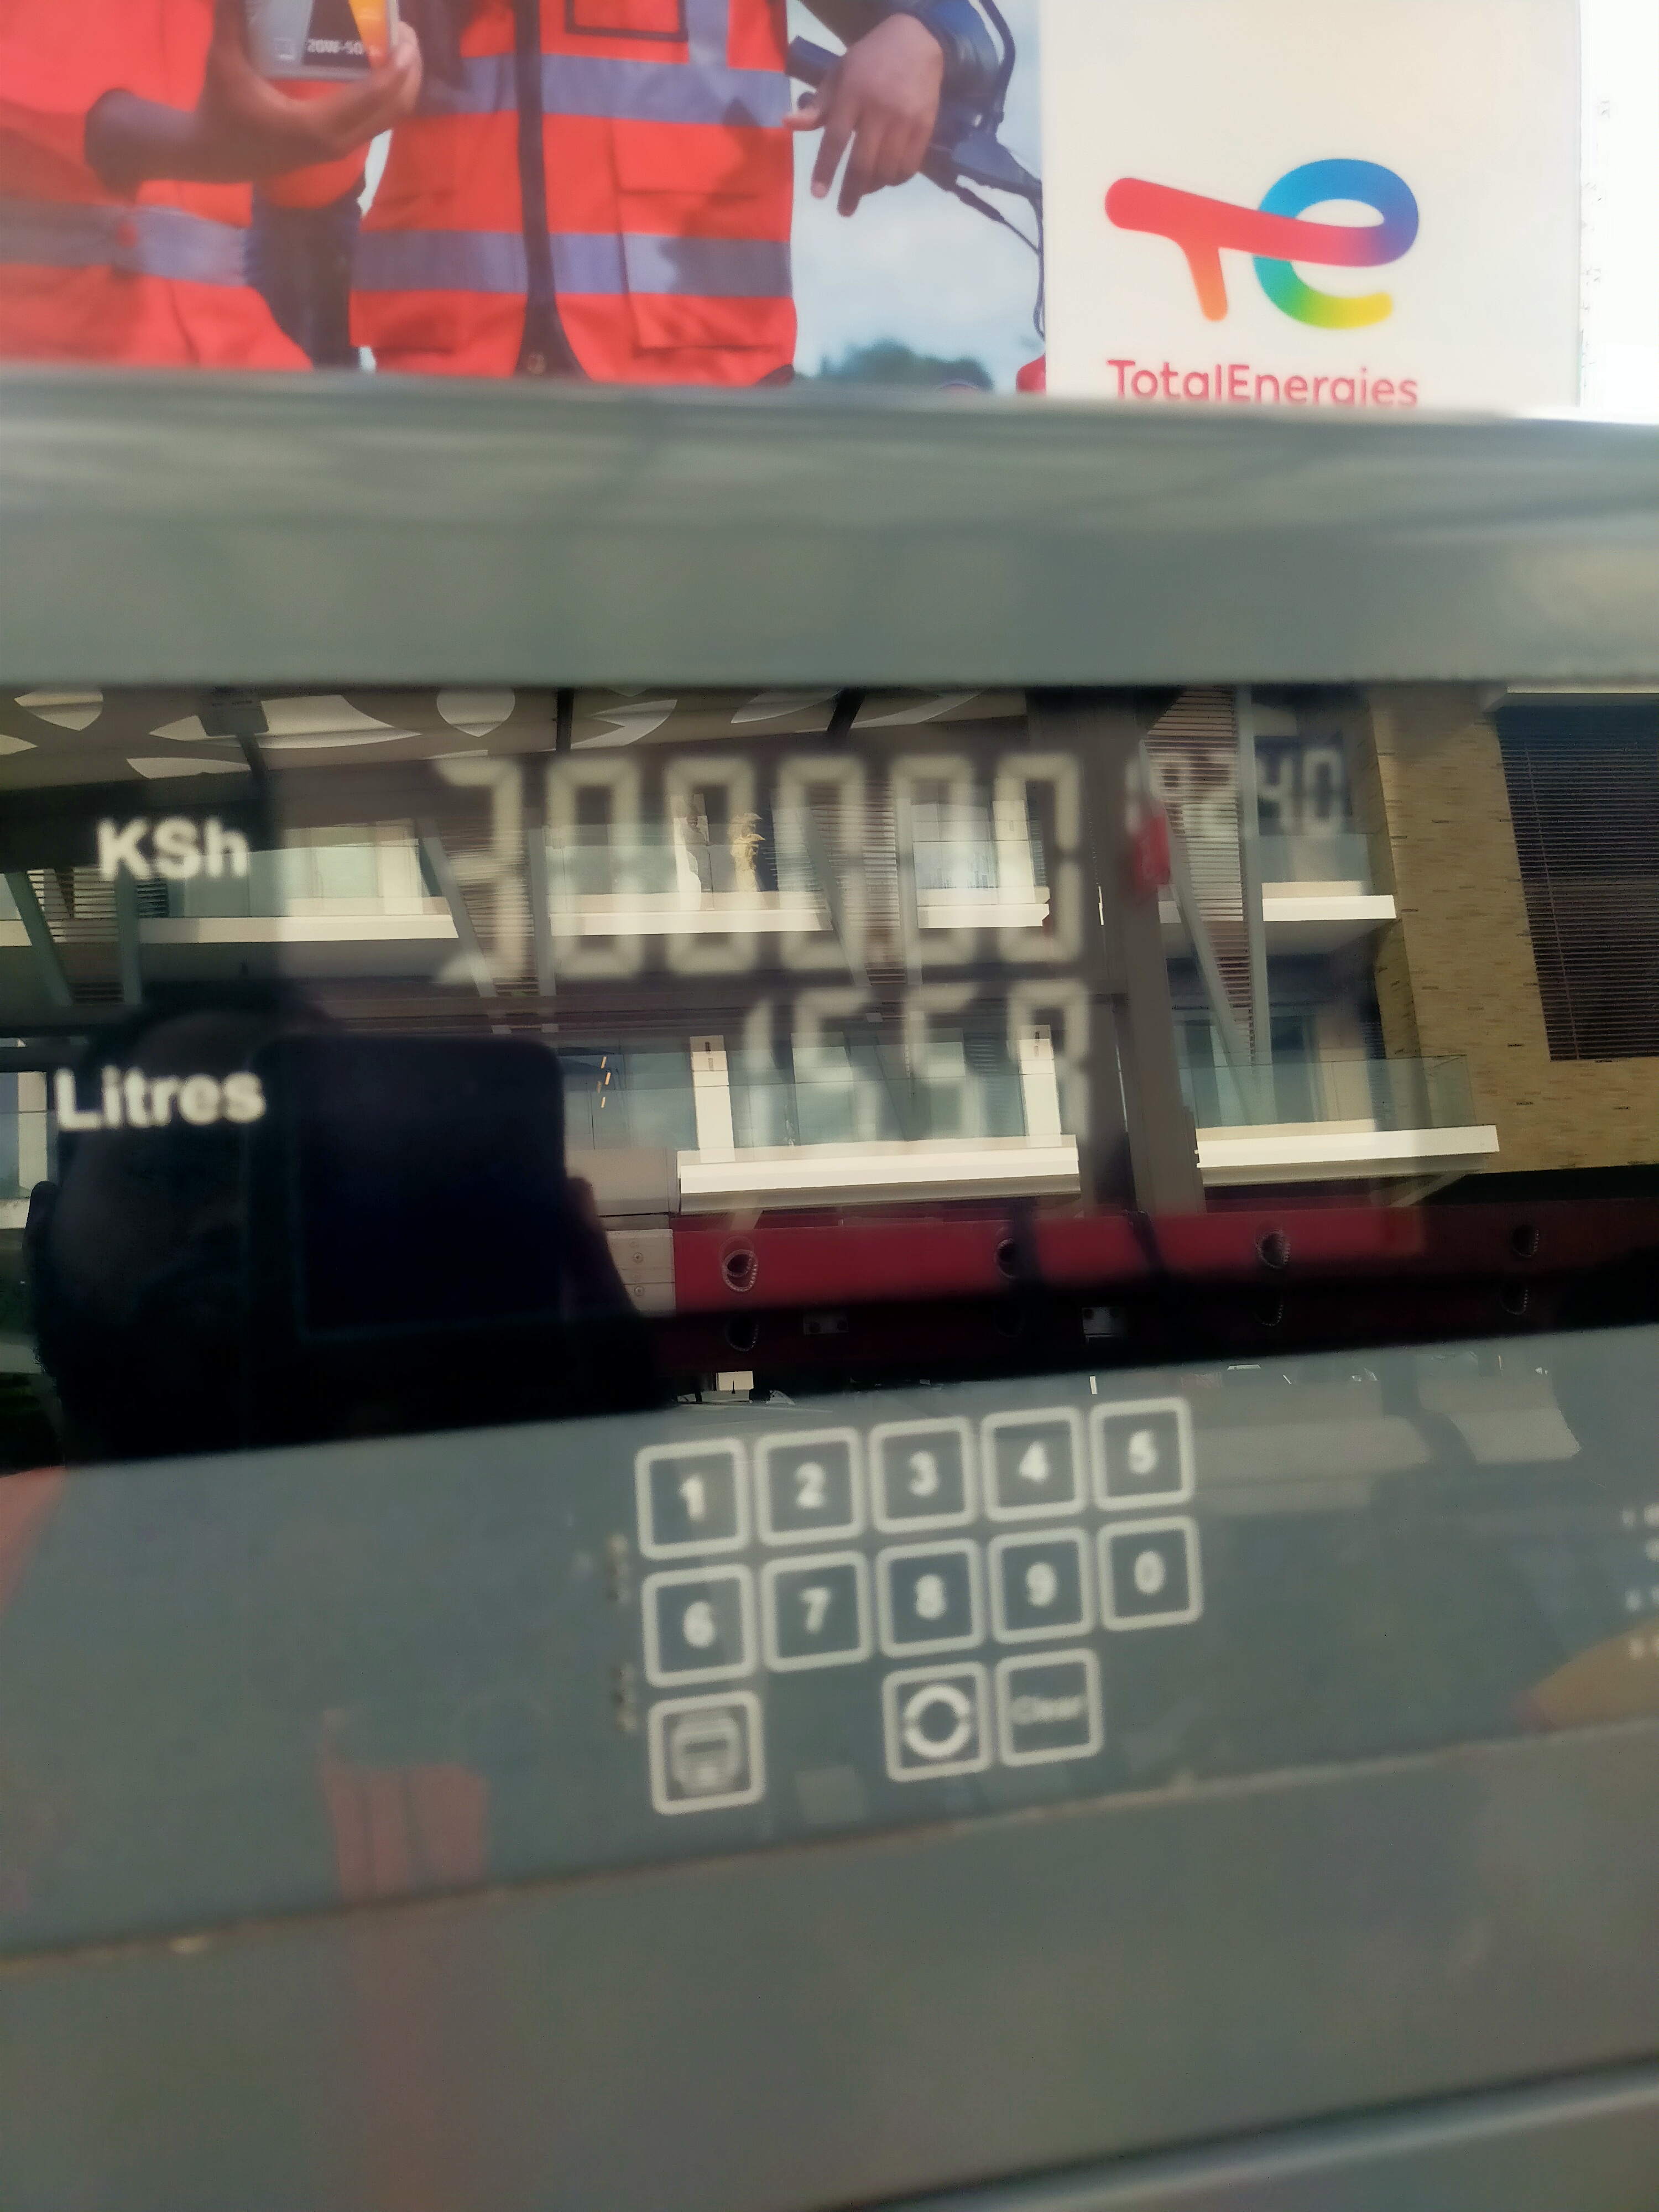 20W-50
TotalEnergies
KSh 3000.00
Litres
1 2 3 4 5
6 7 8 9 0
Clear